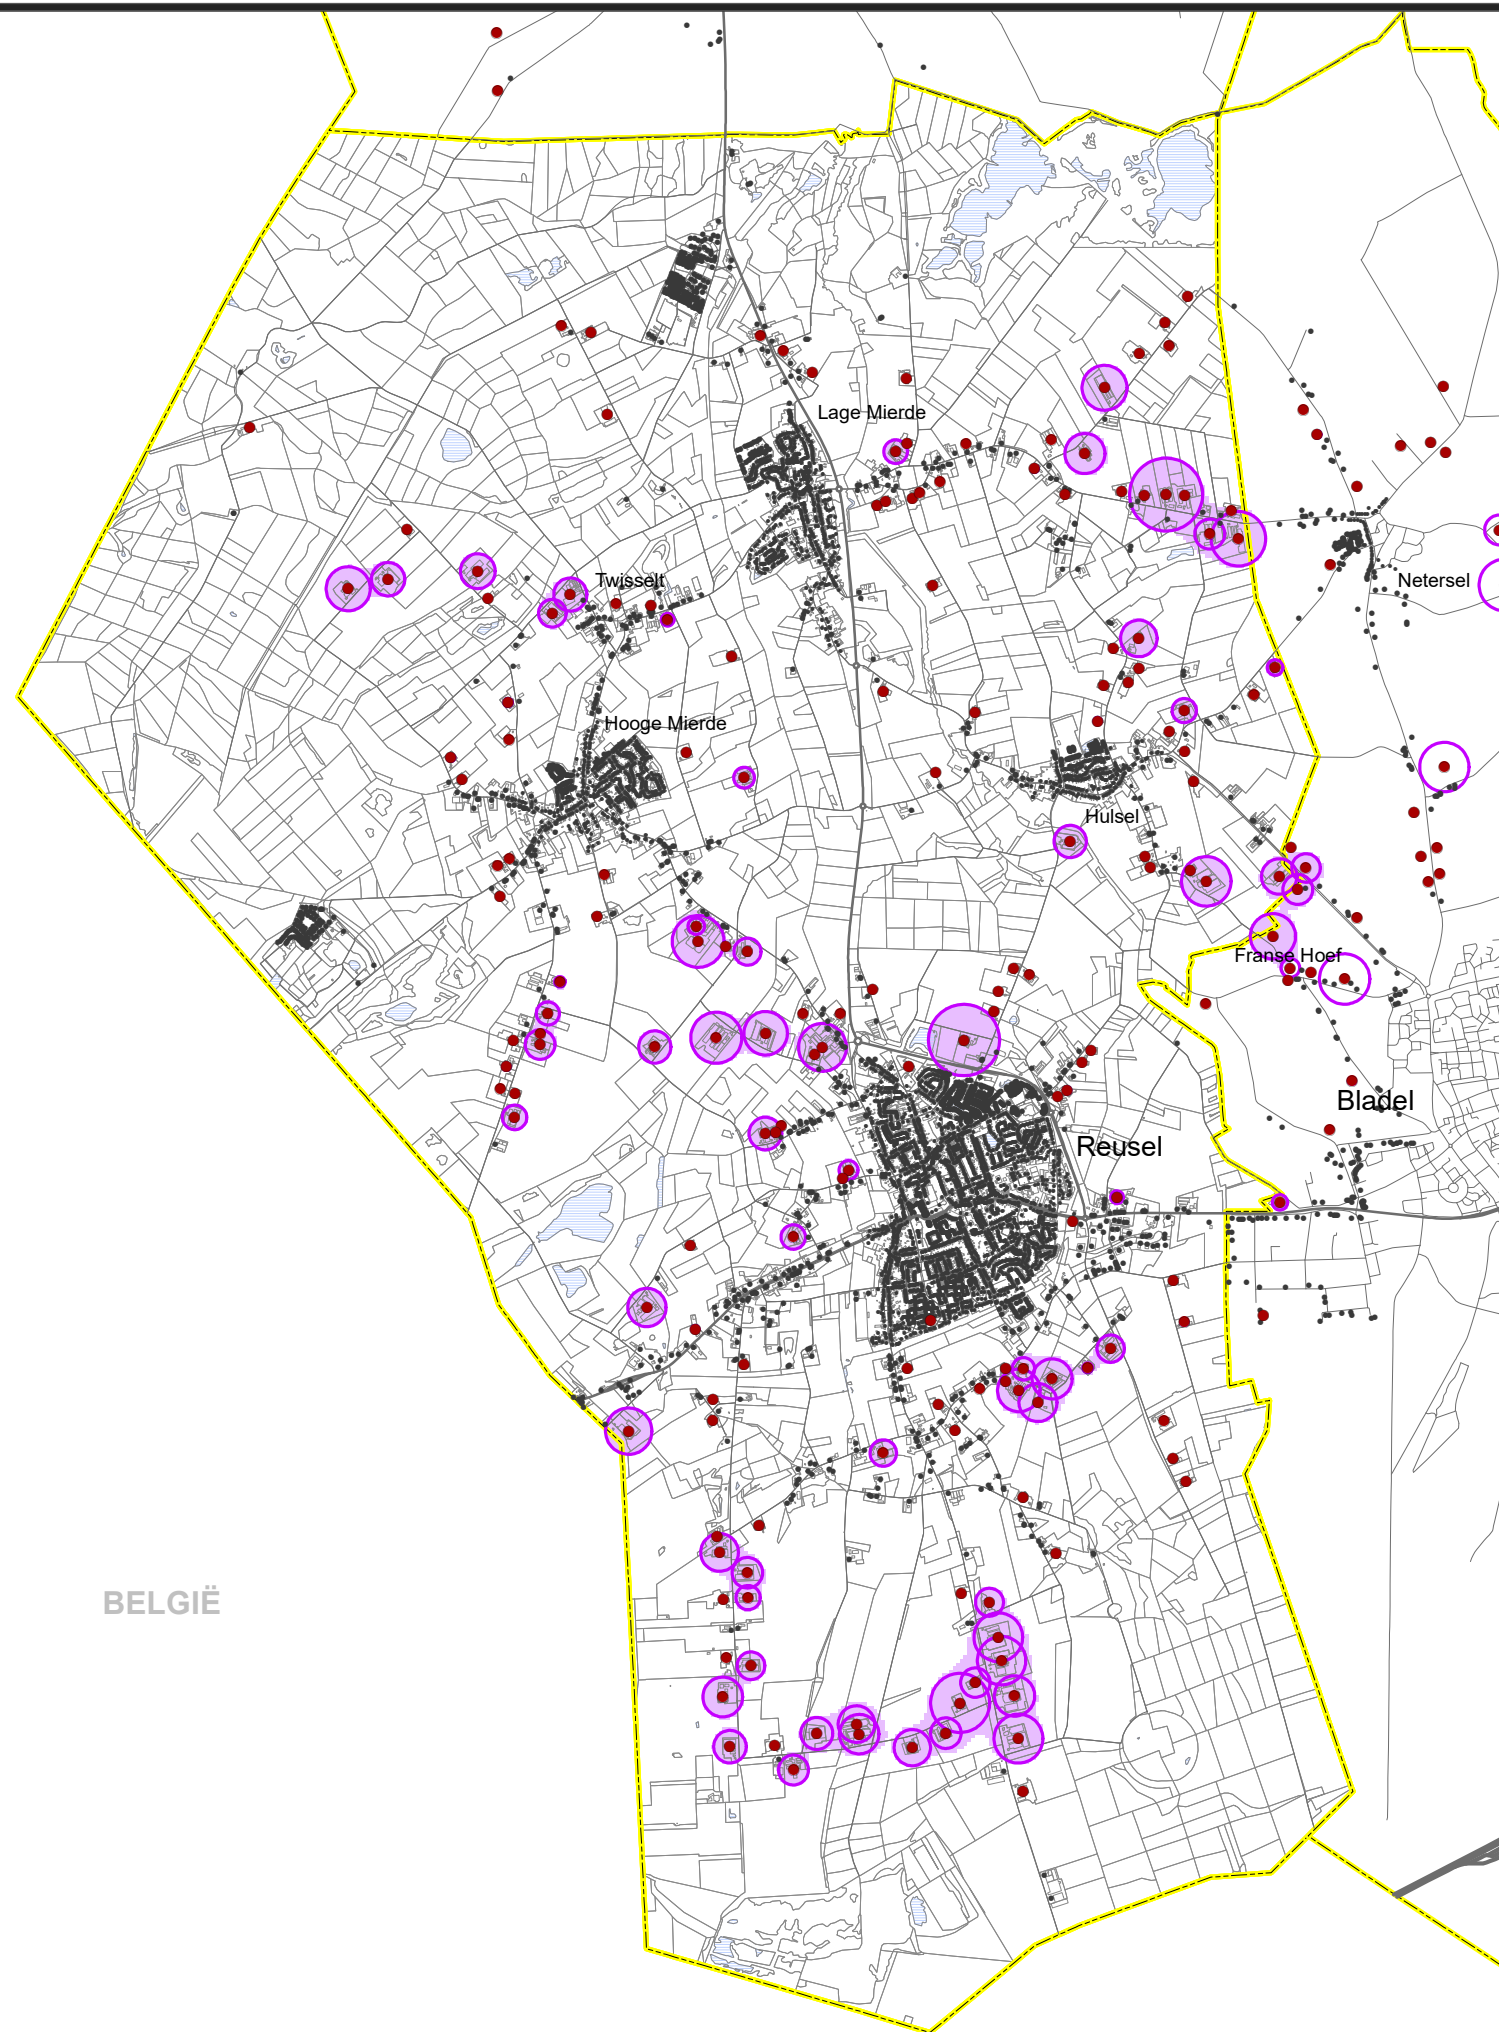 Lage Mierde
Twisselt
Netersel
Hooge Mierde
Hulsel
Franse Hoef
Bladel
Reusel
BELGIË